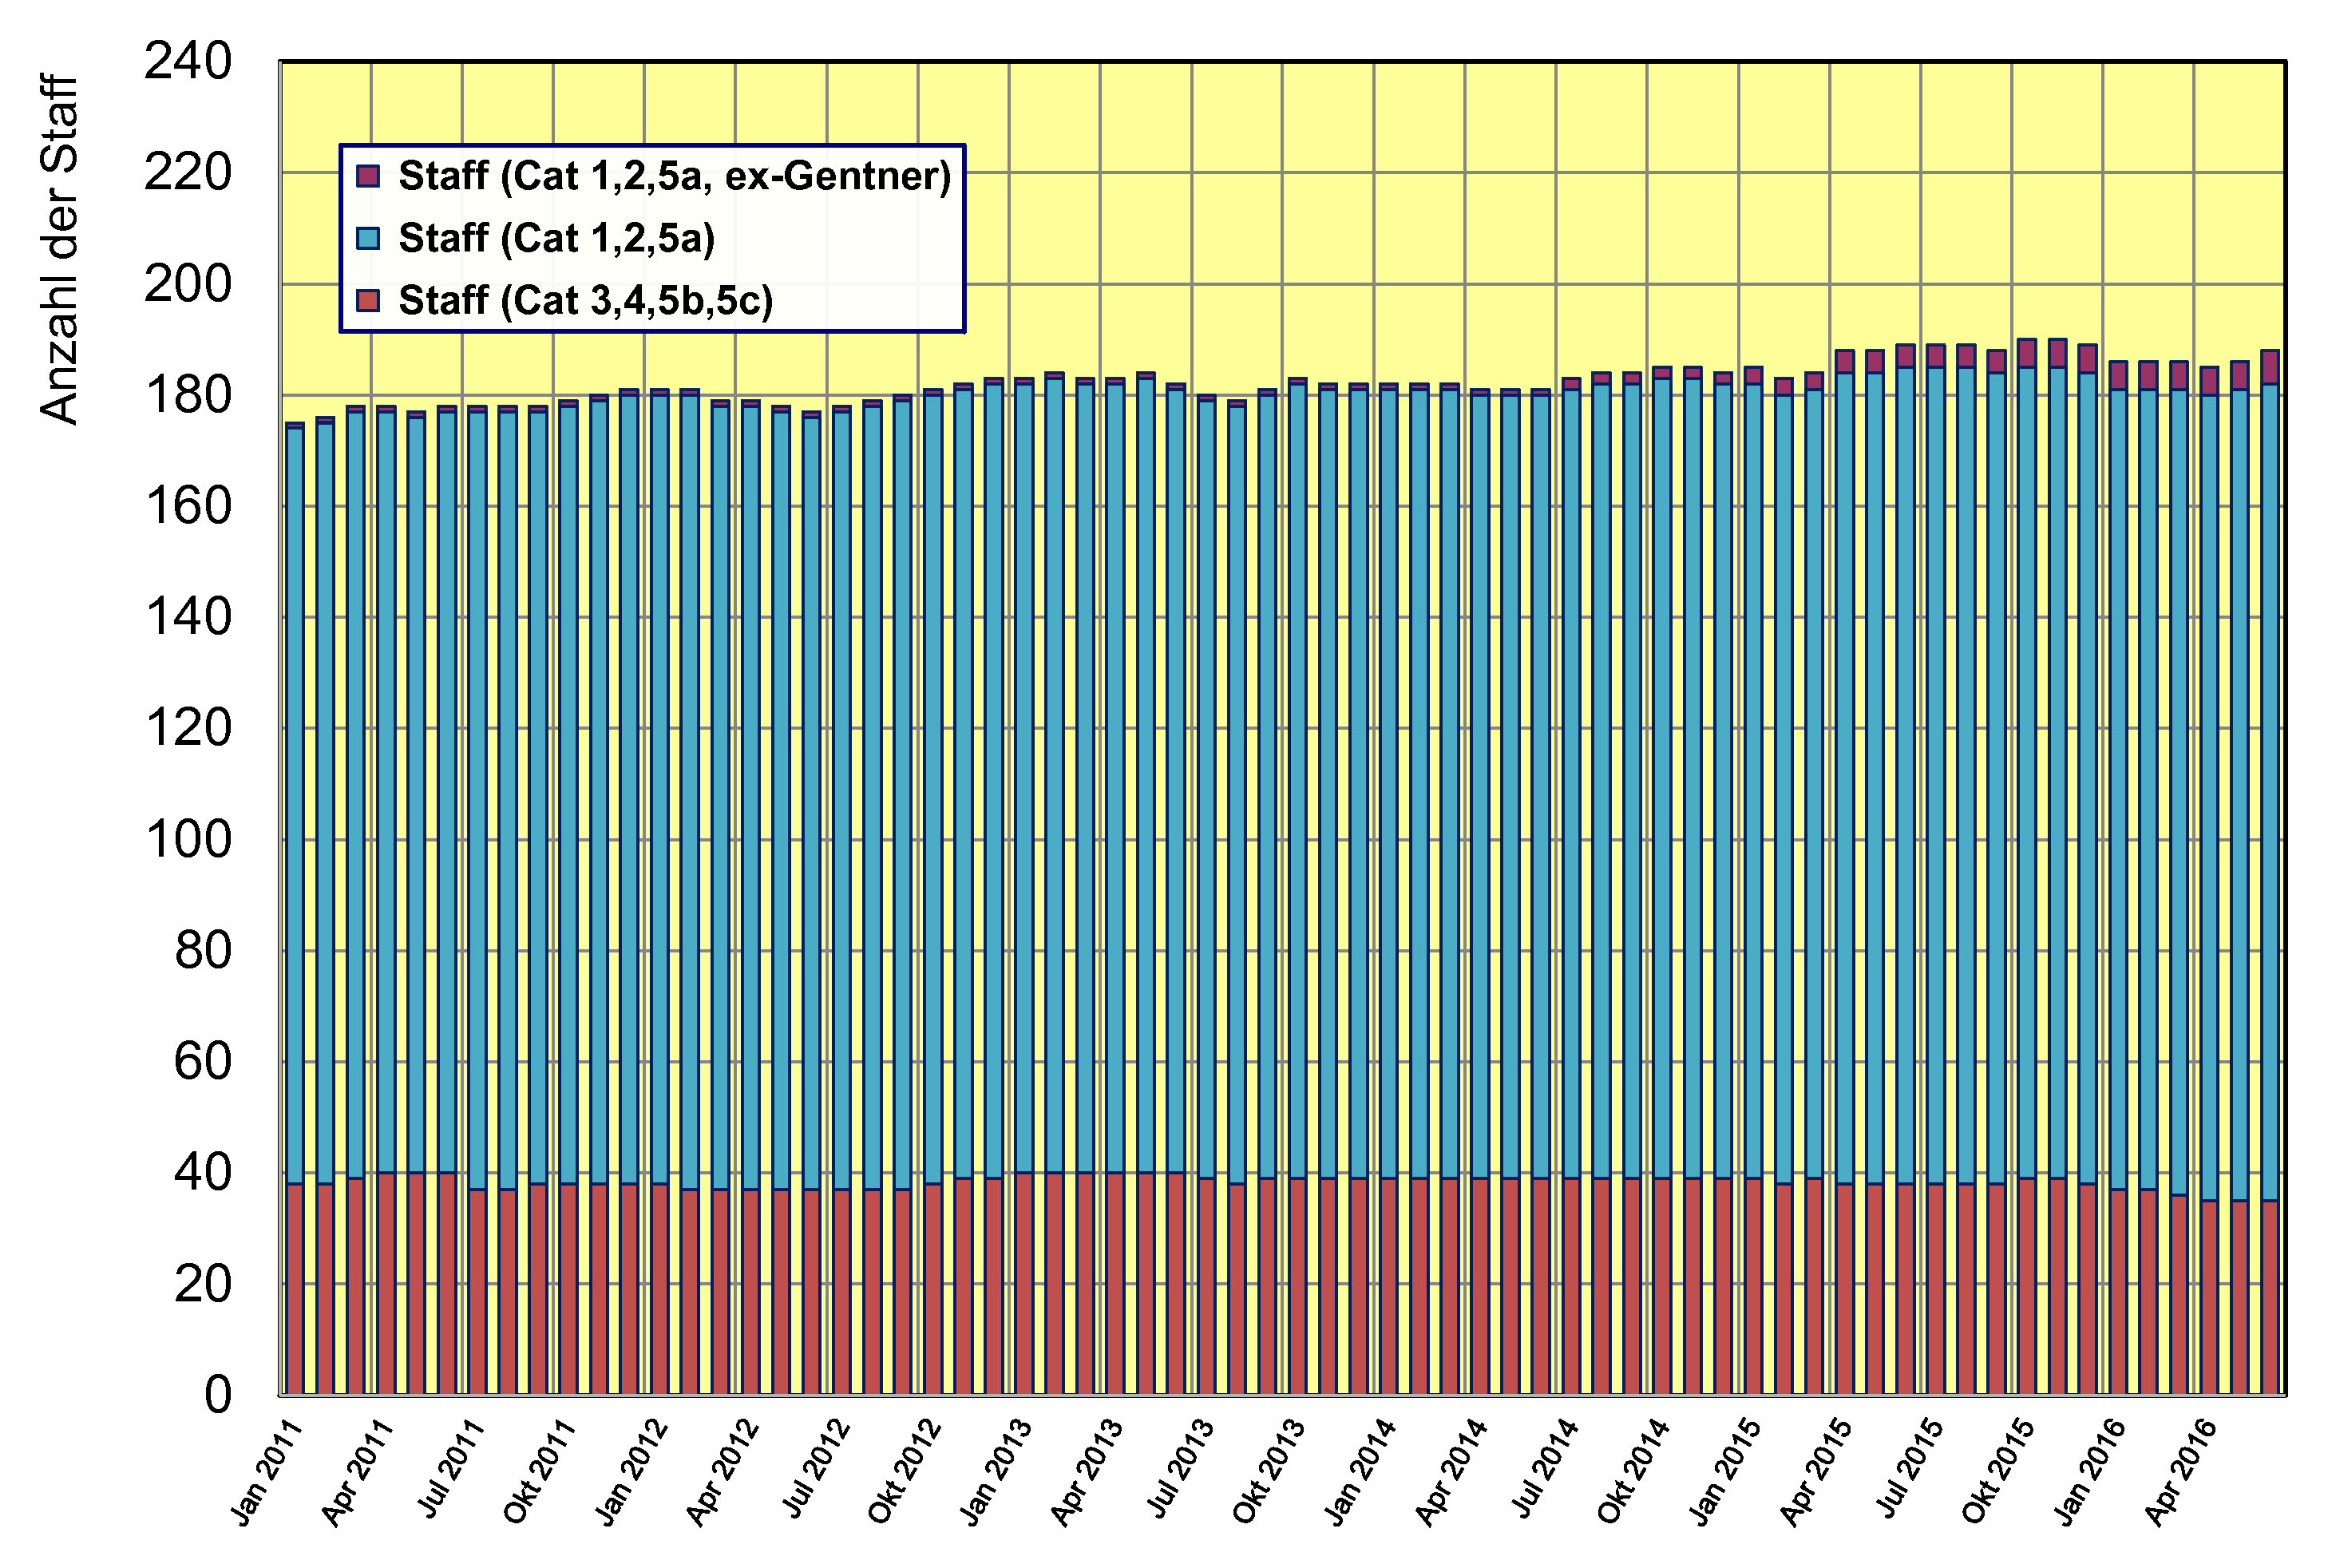 Anzahl der Staff
240
220
200
180
160
140
120
100
80
60
40
20
0
Staff (Cat 1,2,5a, ex-Gentner)
Staff (Cat 1,2,5a)
Staff (Cat 3,4,5b,5c)
Jan 2011
Apr 2011
Jul 2011
Okt 2011
Jan 2012
Apr 2012
Jul 2012
Okt 2012
Jan 2013
Apr 2013
Jul 2013
Okt 2013
Jan 2014
Apr 2014
Jul 2014
Okt 2014
Jan 2015
Apr 2015
Jul 2015
Okt 2015
Jan 2016
Apr 2016